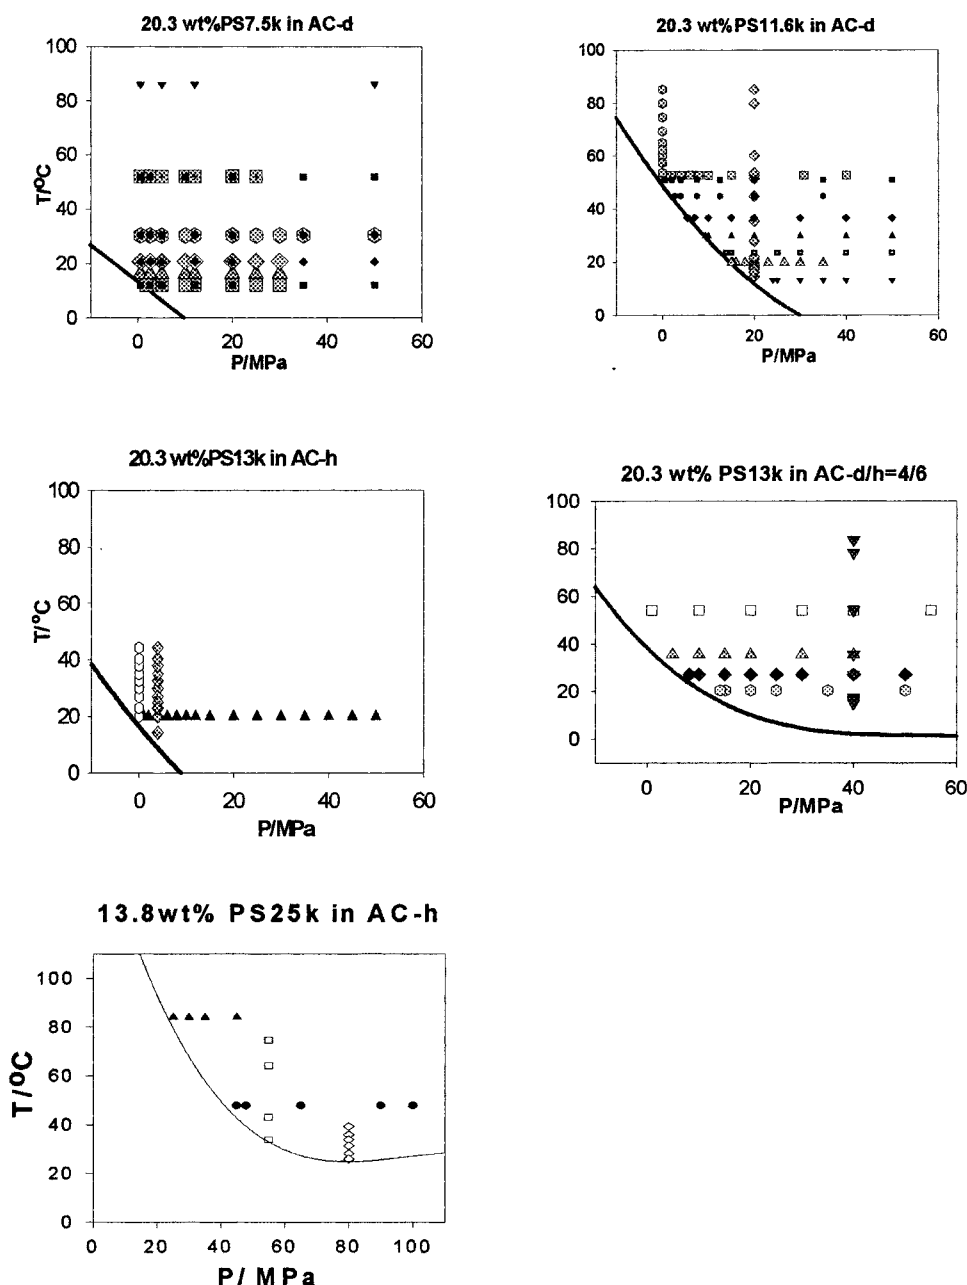 20.3 wt%PS7.5k in AC-d
100
80
60
40
20
0
T/°C
0 20 40 60
P/MPa
20.3 wt%PS11.6k in AC-d
100
80
60
40
20
0
T/°C
0 20 40 60
P/MPa
20.3 wt%PS13k in AC-h
100
80
60
40
20
0
T/°C
0 20 40 60
P/MPa
20.3 wt% PS13k in AC-d/h=4/6
80
60
40
20
0
0 20 40 60
P/MPa
13.8wt% PS25k in AC-h
100
80
60
40
20
0
T/°C
0 20 40 60 80 100
P/ MPa